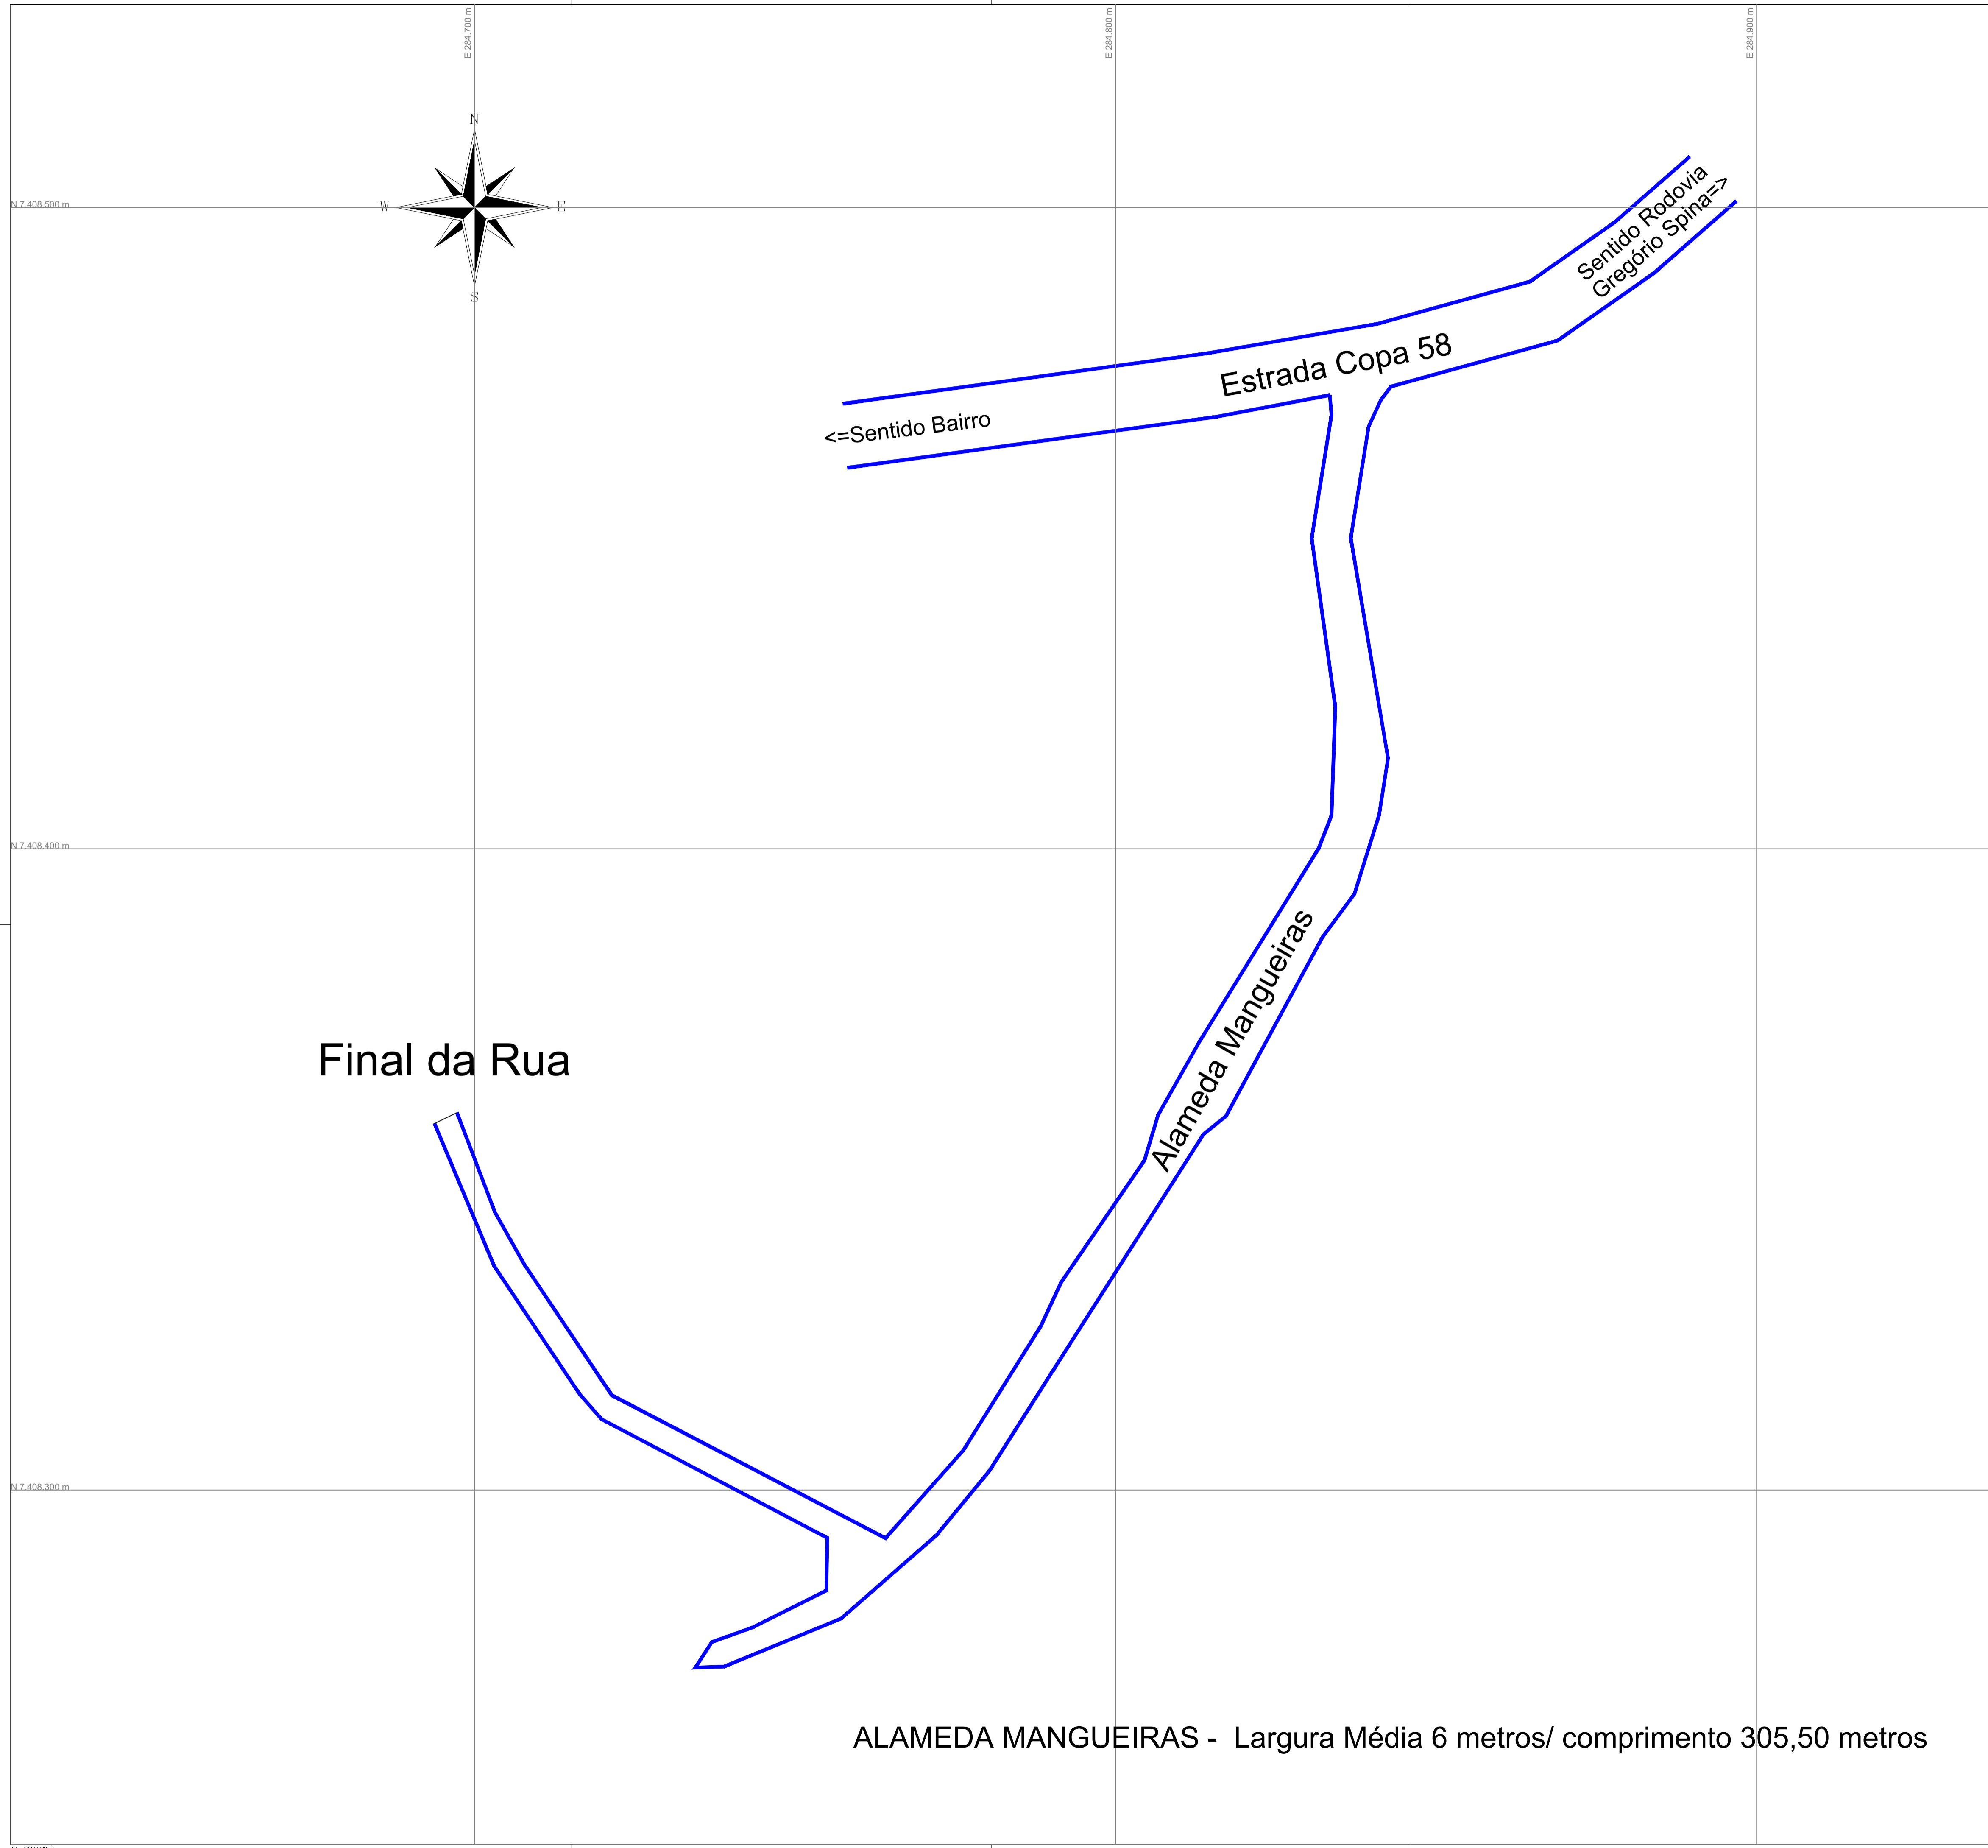 E 284.700 m
E 284.800 m
E 284.900 m
N
W
E
S
N 7.408.500 m
Sentido Rodovia
Gregório Spina=>
Estrada Copa 58
<=Sentido Bairro
N 7.408.400 m
Alameda Mangueiras
Final da Rua
N 7.408.300 m
ALAMEDA MANGUEIRAS - Largura Média 6 metros/ comprimento 305,50 metros